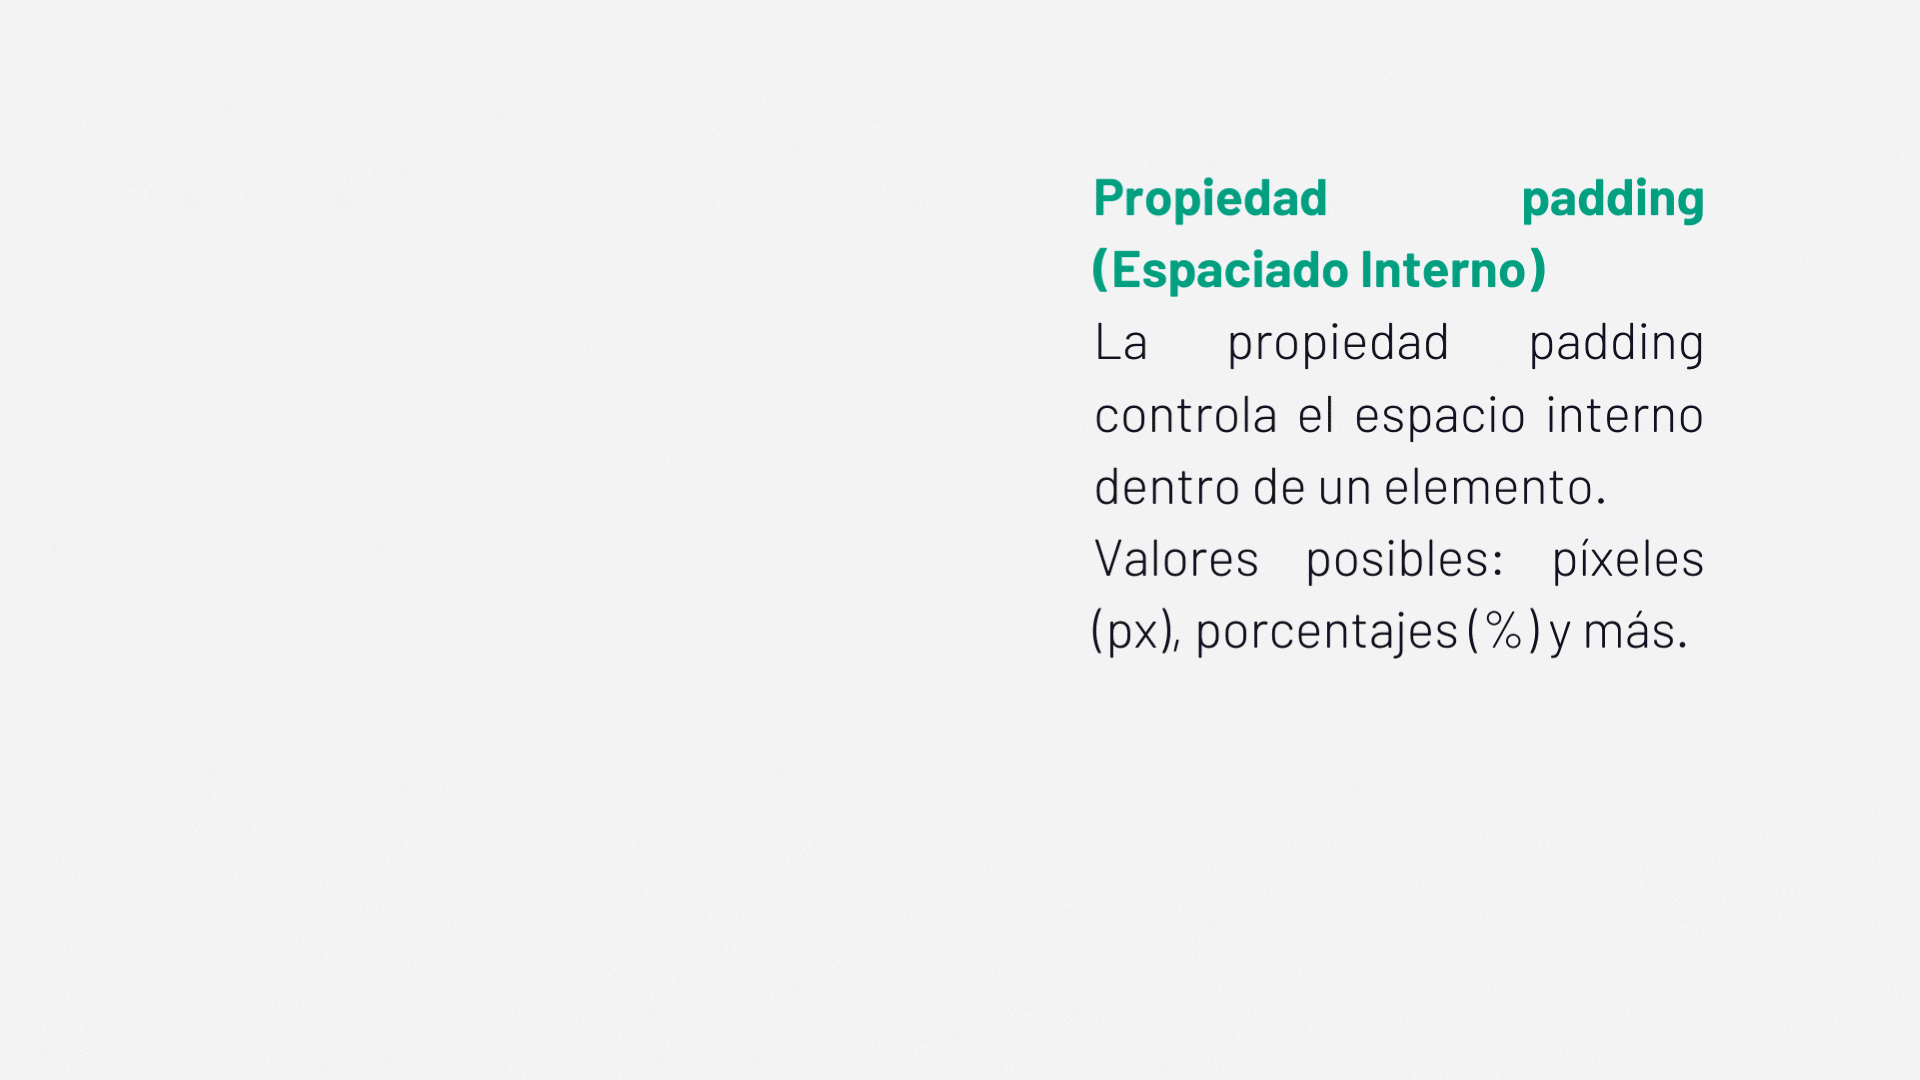 Propiedad padding
(Espaciado Interno)
La propiedad padding
controla el espacio interno
dentro de un elemento.
Valores posibles: píxeles
(px), porcentajes (%) y más.